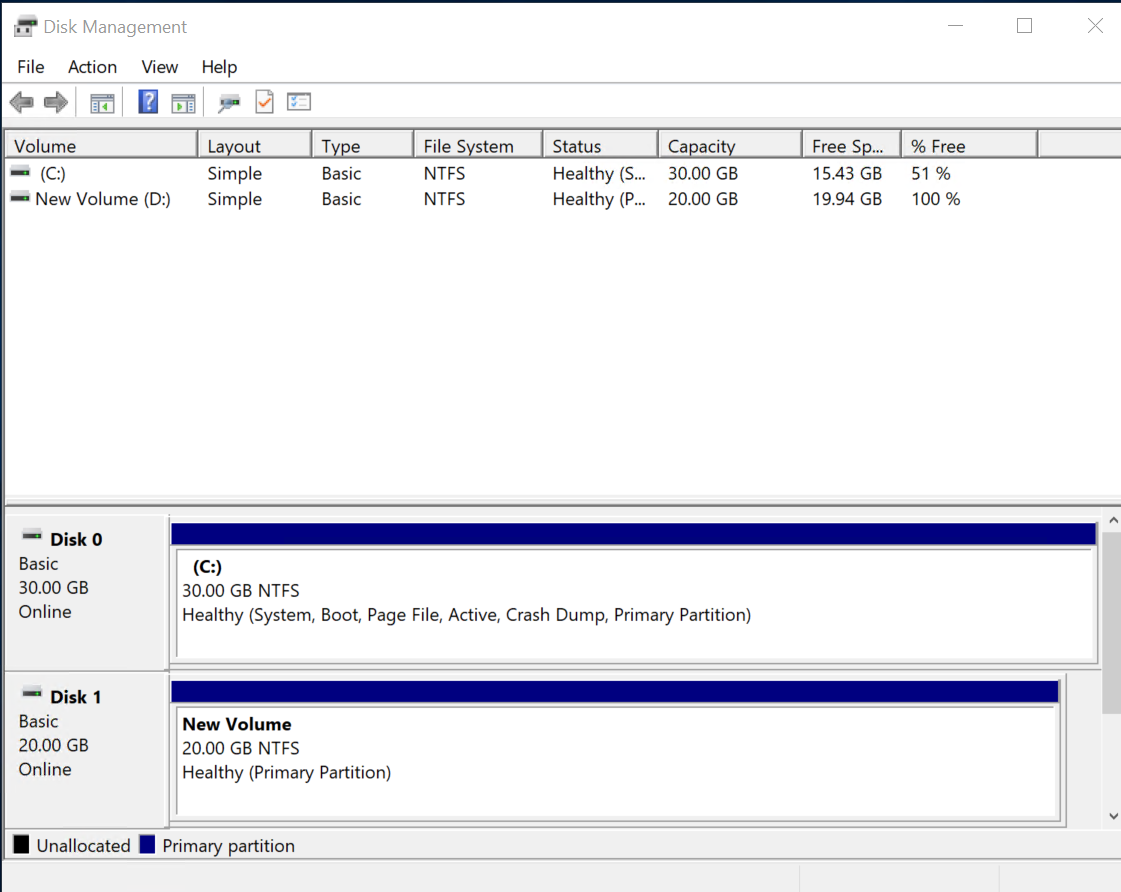 Disk Management
File Action View Help
Volume Layout Type File System Status Capacity Free Sp... % Free
(C:) Simple Basic NTFS Healthy (S... 30.00 GB 15.43 GB 51 %
New Volume (D:) Simple Basic NTFS Healthy (P... 20.00 GB 19.94 GB 100 %
Disk 0
Basic
30.00 GB
Online
(C:)
30.00 GB NTFS
Healthy (System, Boot, Page File, Active, Crash Dump, Primary Partition)
Disk 1
Basic
20.00 GB
Online
New Volume
20.00 GB NTFS
Healthy (Primary Partition)
Unallocated Primary partition